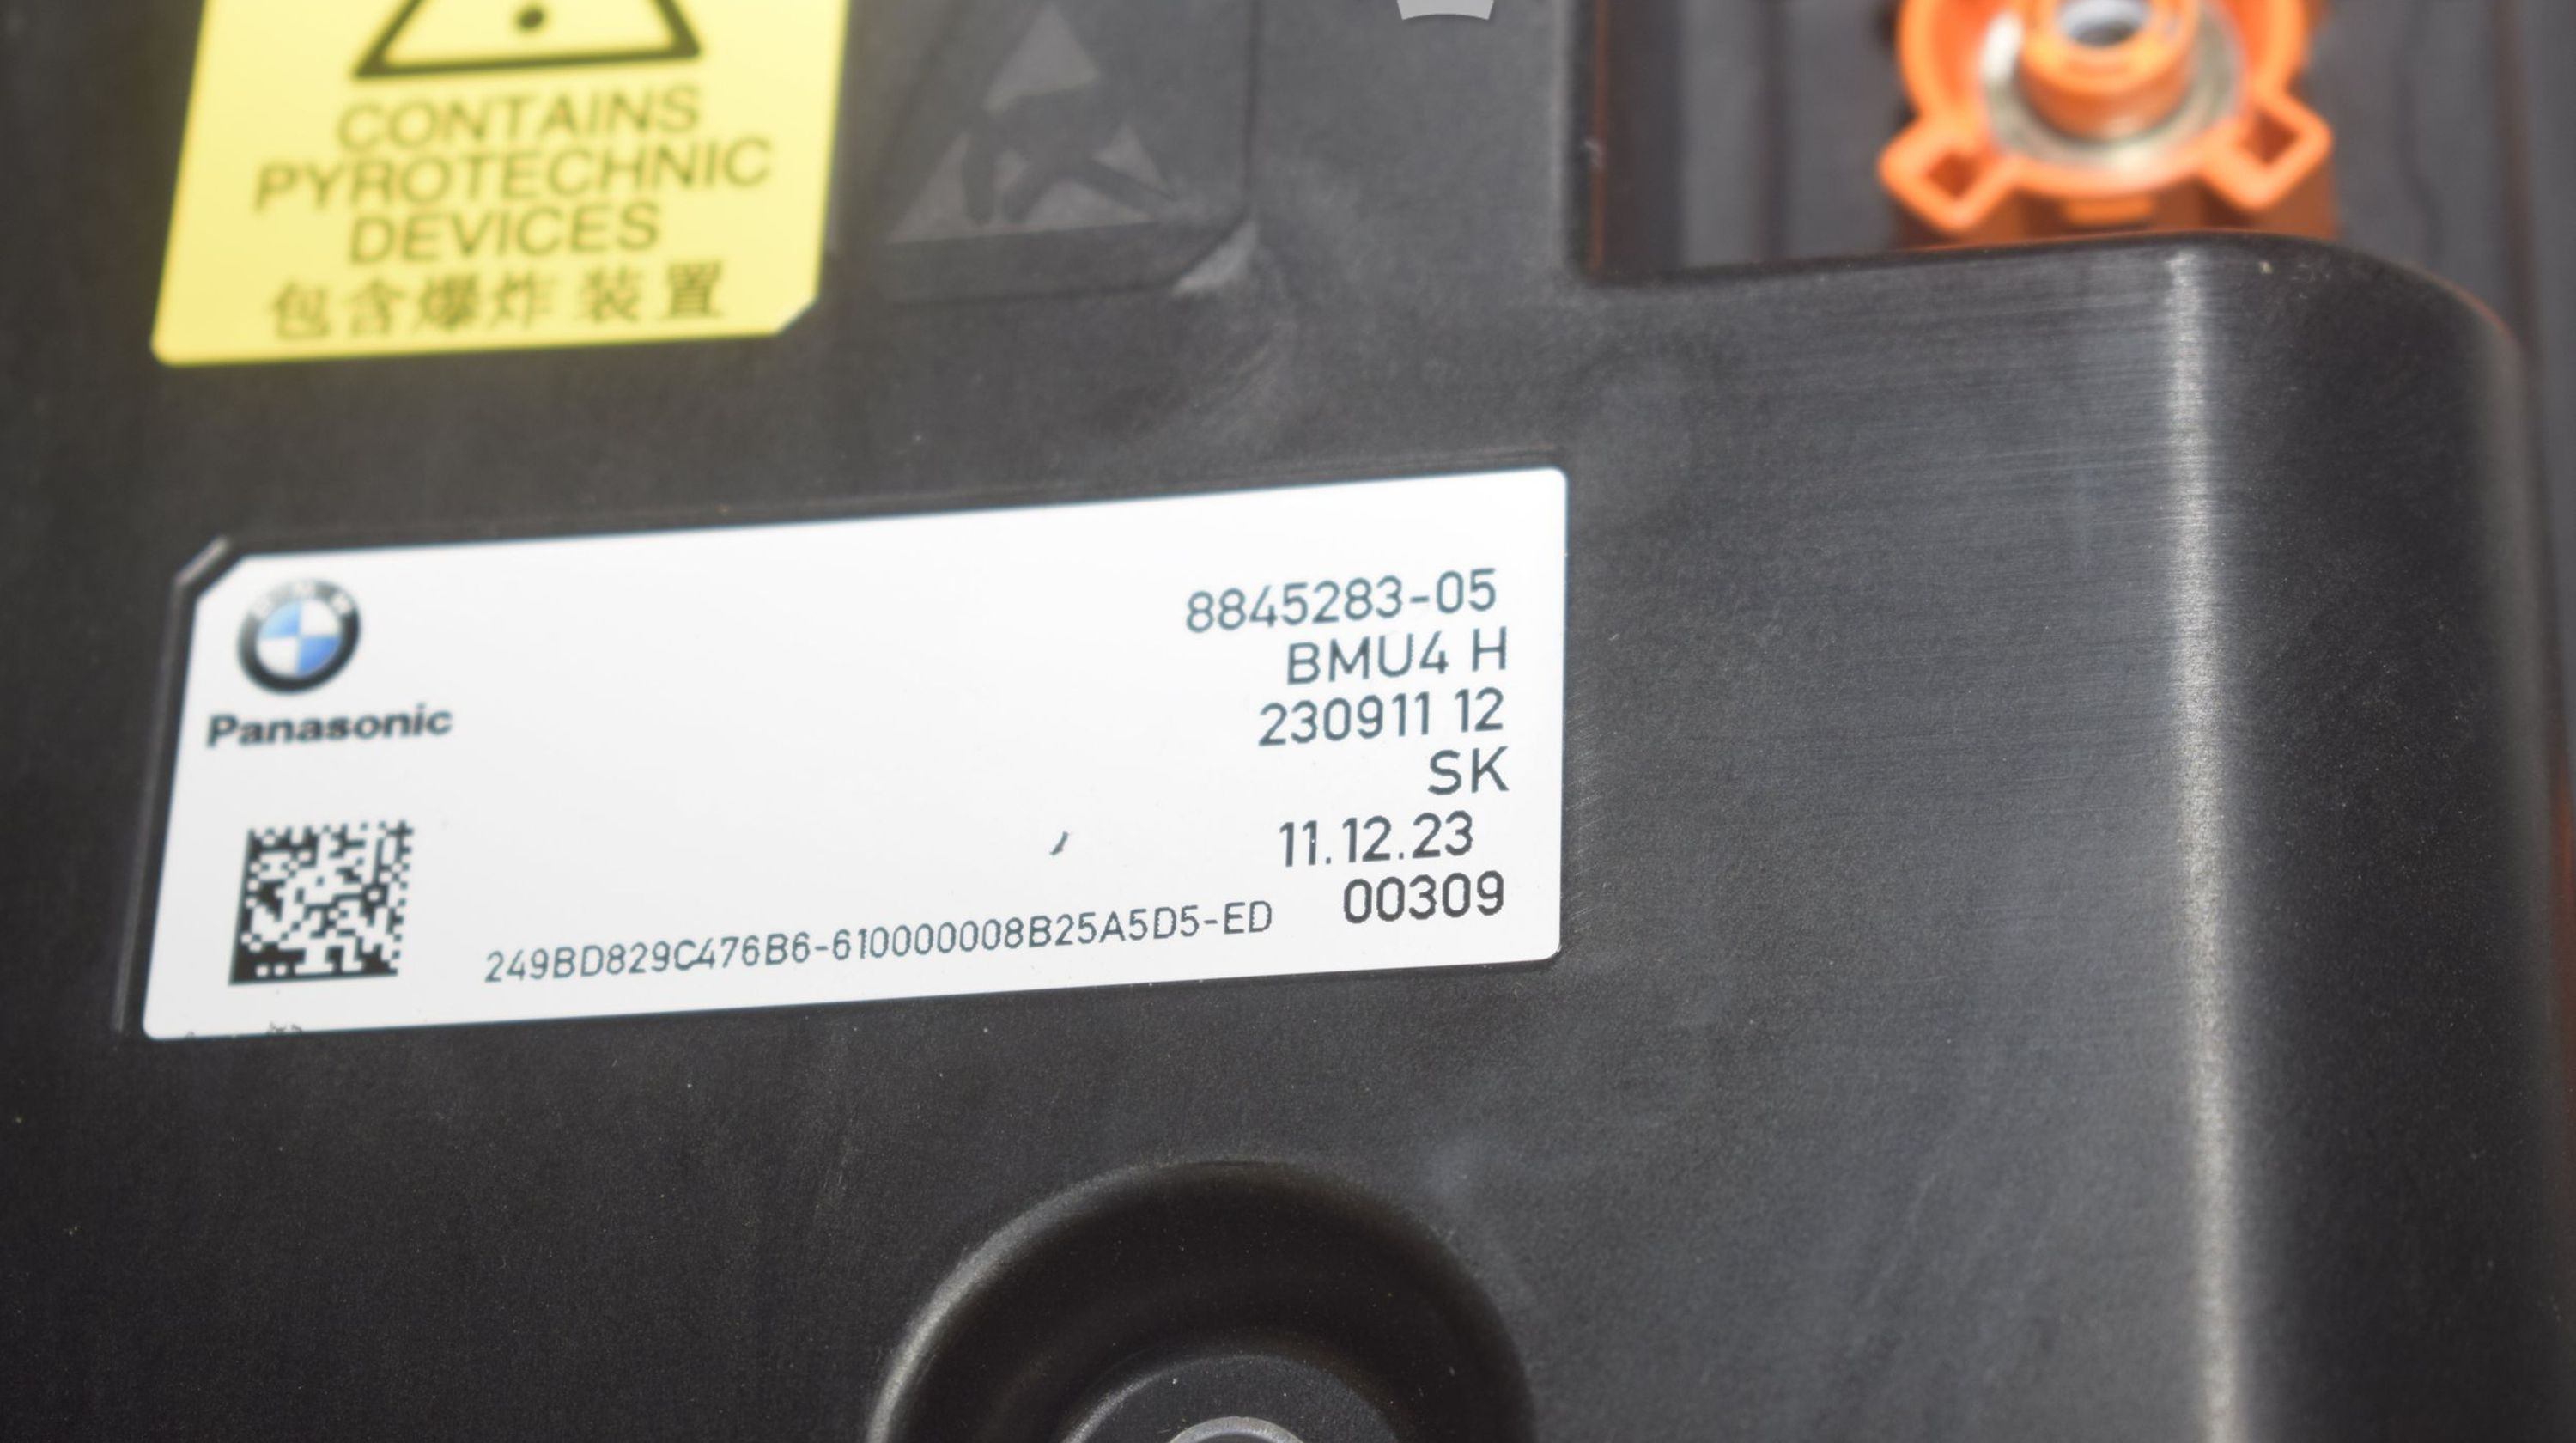 CONTAINS
PYROTECHNIC
DEVICES
包含爆炸装置
8845283-05
BMU4 H
Panasonic
230911 12
SK
11.12.23
00309
249BD829C476B6-610000008B25A5D5-ED